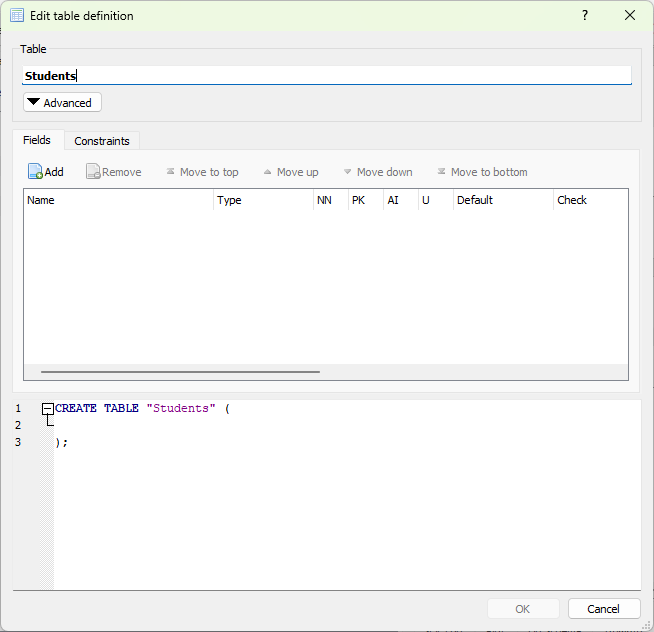 Edit table definition ?
Table
Students
Advanced
Fields Constraints
Add Remove Move to top Move up Move down Move to bottom
Name Type NN PK AI U Default Check
1 CREATE TABLE "Students" (
2
3 );
OK Cancel